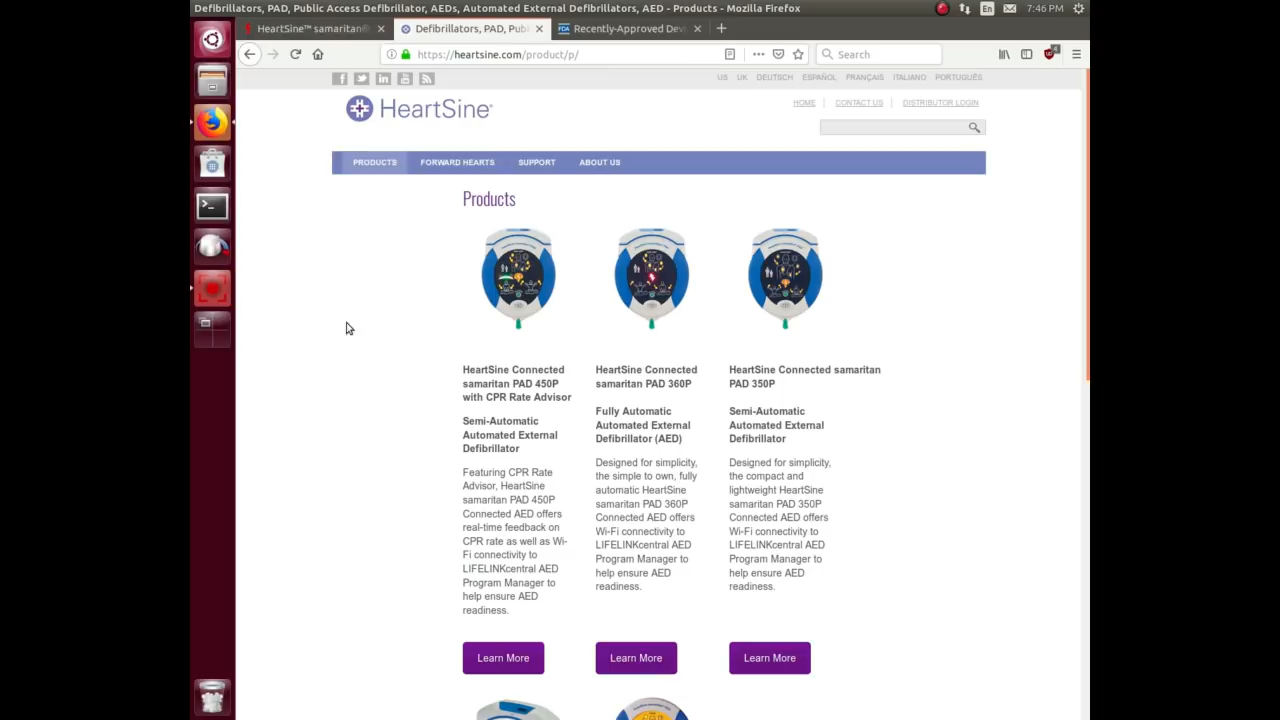 Defibrillators, PAD, Public Access Defibrillator, AEDs, Automated External Defibrillators, AED - Products - Mozilla Firefox
En
7:46 PM
HeartSine™ samaritan®
Defibrillators, PAD, Publ
FDA Recently-Approved Dev
https://heartsine.com/product/p/
Search
4
US UK DEUTSCH ESPAÑOL FRANÇAIS ITALIANO PORTUGUÊS
HeartSine®
HOME CONTACT US DISTRIBUTOR LOGIN
PRODUCTS FORWARD HEARTS SUPPORT ABOUT US
Products
HeartSine Connected
samaritan PAD 450P
with CPR Rate Advisor
Semi-Automatic
Automated External
Defibrillator
Featuring CPR Rate
Advisor, HeartSine
samaritan PAD 450P
Connected AED offers
real-time feedback on
CPR rate as well as Wi-
Fi connectivity to
LIFELINKcentral AED
Program Manager to
help ensure AED
readiness.
Learn More
HeartSine Connected
samaritan PAD 360P
Fully Automatic
Automated External
Defibrillator (AED)
Designed for simplicity,
the simple to own, fully
automatic HeartSine
samaritan PAD 360P
Connected AED offers
Wi-Fi connectivity to
LIFELINKcentral AED
Program Manager to
help ensure AED
readiness.
Learn More
HeartSine Connected samaritan
PAD 350P
Semi-Automatic
Automated External
Defibrillator
Designed for simplicity,
the compact and
lightweight HeartSine
samaritan PAD 350P
Connected AED offers
Wi-Fi connectivity to
LIFELINKcentral AED
Program Manager to
help ensure AED
readiness.
Learn More